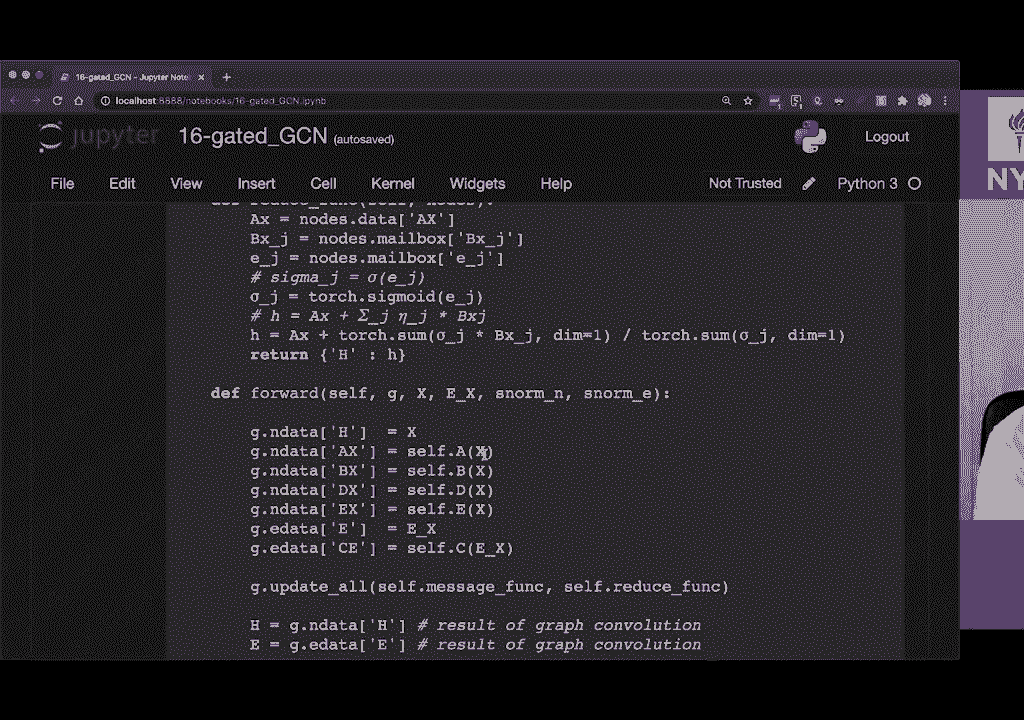 16-gated_GCN - Jupyter Note
localhost:8888/notebooks/16-gated_GCN.ipynb
jupyter 16-gated_GCN (autosaved) Logout
File Edit View Insert Cell Kernel Widgets Help Not Trusted Python 3
def reduce_func(self, nodes):
Ax = nodes.data['AX']
Bx_j = nodes.mailbox['Bx_j']
e_j = nodes.mailbox['e_j']
# sigma_j = σ(e_j)
σ_j = torch.sigmoid(e_j)
# h = Ax + Σ_j η_j * Bxj
h = Ax + torch.sum(σ_j * Bx_j, dim=1) / torch.sum(σ_j, dim=1)
return {'H' : h}
def forward(self, g, X, E_X, snorm_n, snorm_e):
g.ndata['H'] = X
g.ndata['AX'] = self.A(X)
g.ndata['BX'] = self.B(X)
g.ndata['DX'] = self.D(X)
g.ndata['EX'] = self.E(X)
g.edata['E'] = E_X
g.edata['CE'] = self.C(E_X)
g.update_all(self.message_func, self.reduce_func)
H = g.ndata['H'] # result of graph convolution
E = g.edata['E'] # result of graph convolution
NY